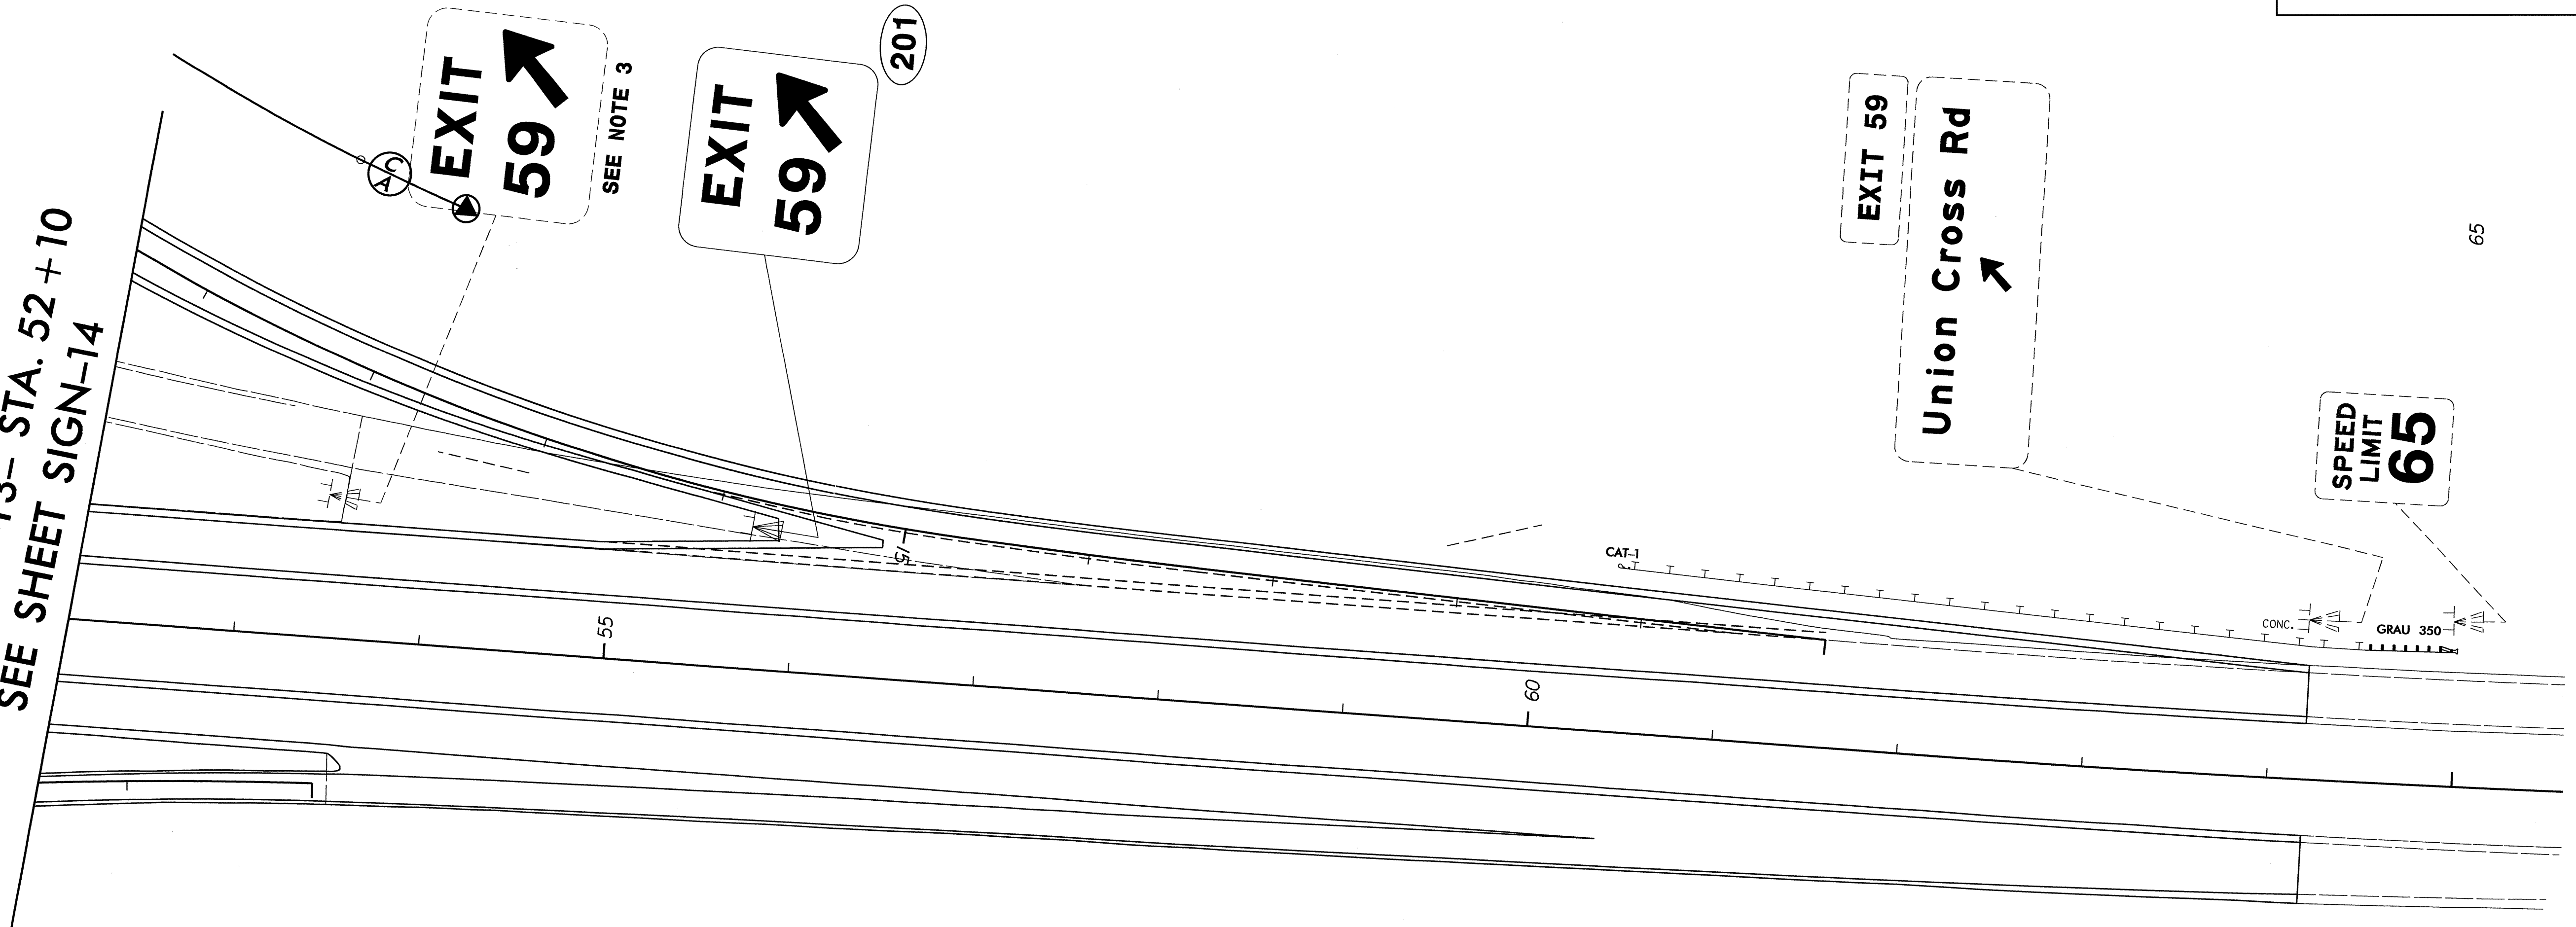 STA. 52+10
SEE SHEET SIGN-14
C
A
EXIT
59
SEE NOTE 3
EXIT
59
201
EXIT 59
Union Cross Rd
65
SPEED
LIMIT
65
CAT-1
CONC.
GRAU 350
15
55
60